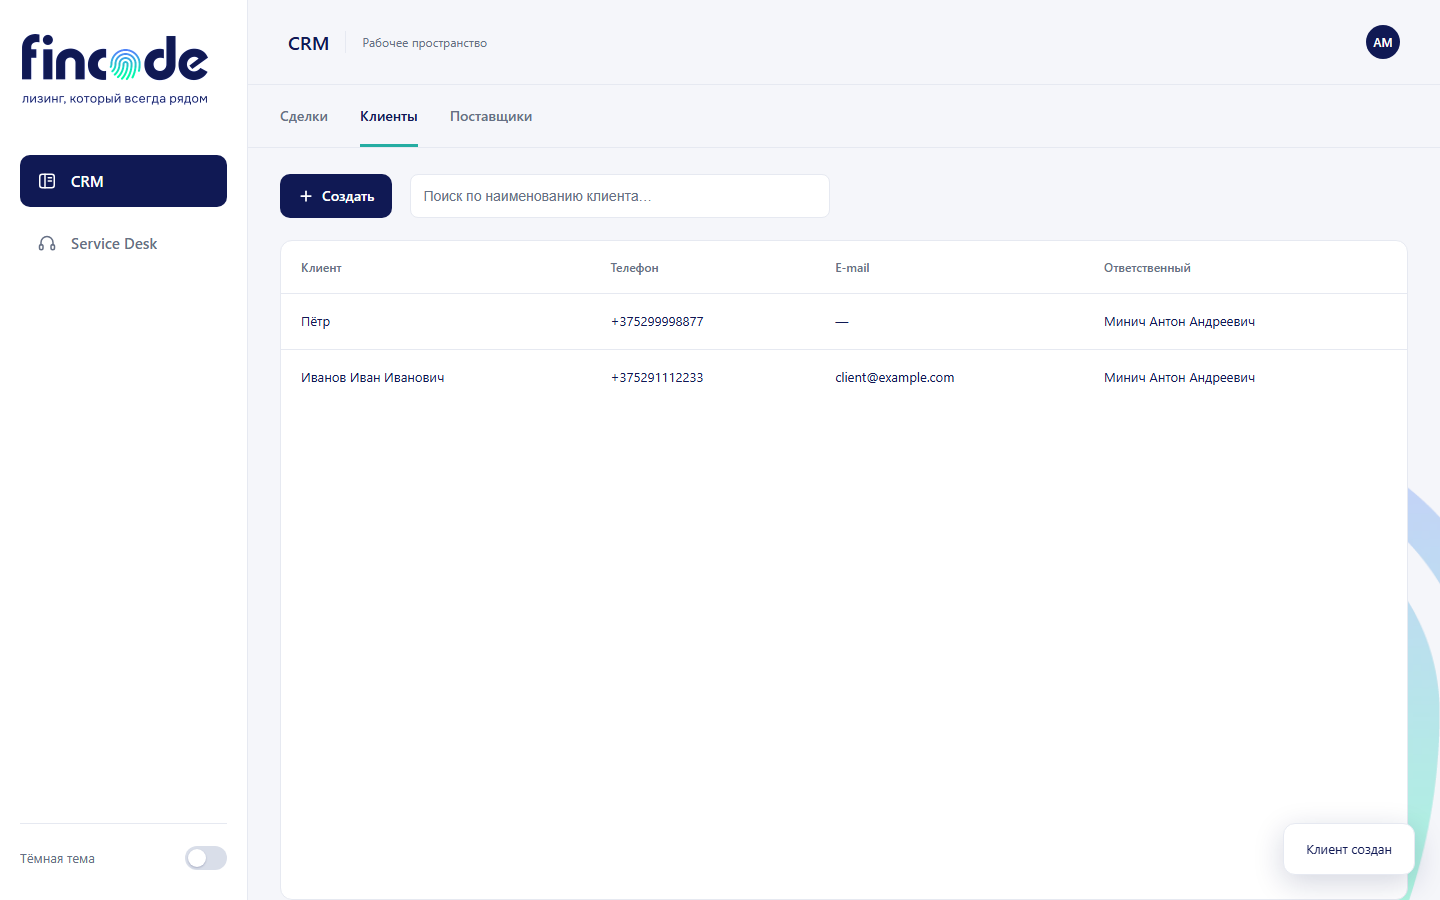 fincode
лизинг, который всегда рядом
CRM
Service Desk
Тёмная тема
CRM
Рабочее пространство
AM
Сделки
Клиенты
Поставщики
Создать
Поиск по наименованию клиента...
Клиент Телефон E-mail Ответственный
Пётр +375299998877 — Минич Антон Андреевич
Иванов Иван Иванович +375291112233 client@example.com Минич Антон Андреевич
Клиент создан